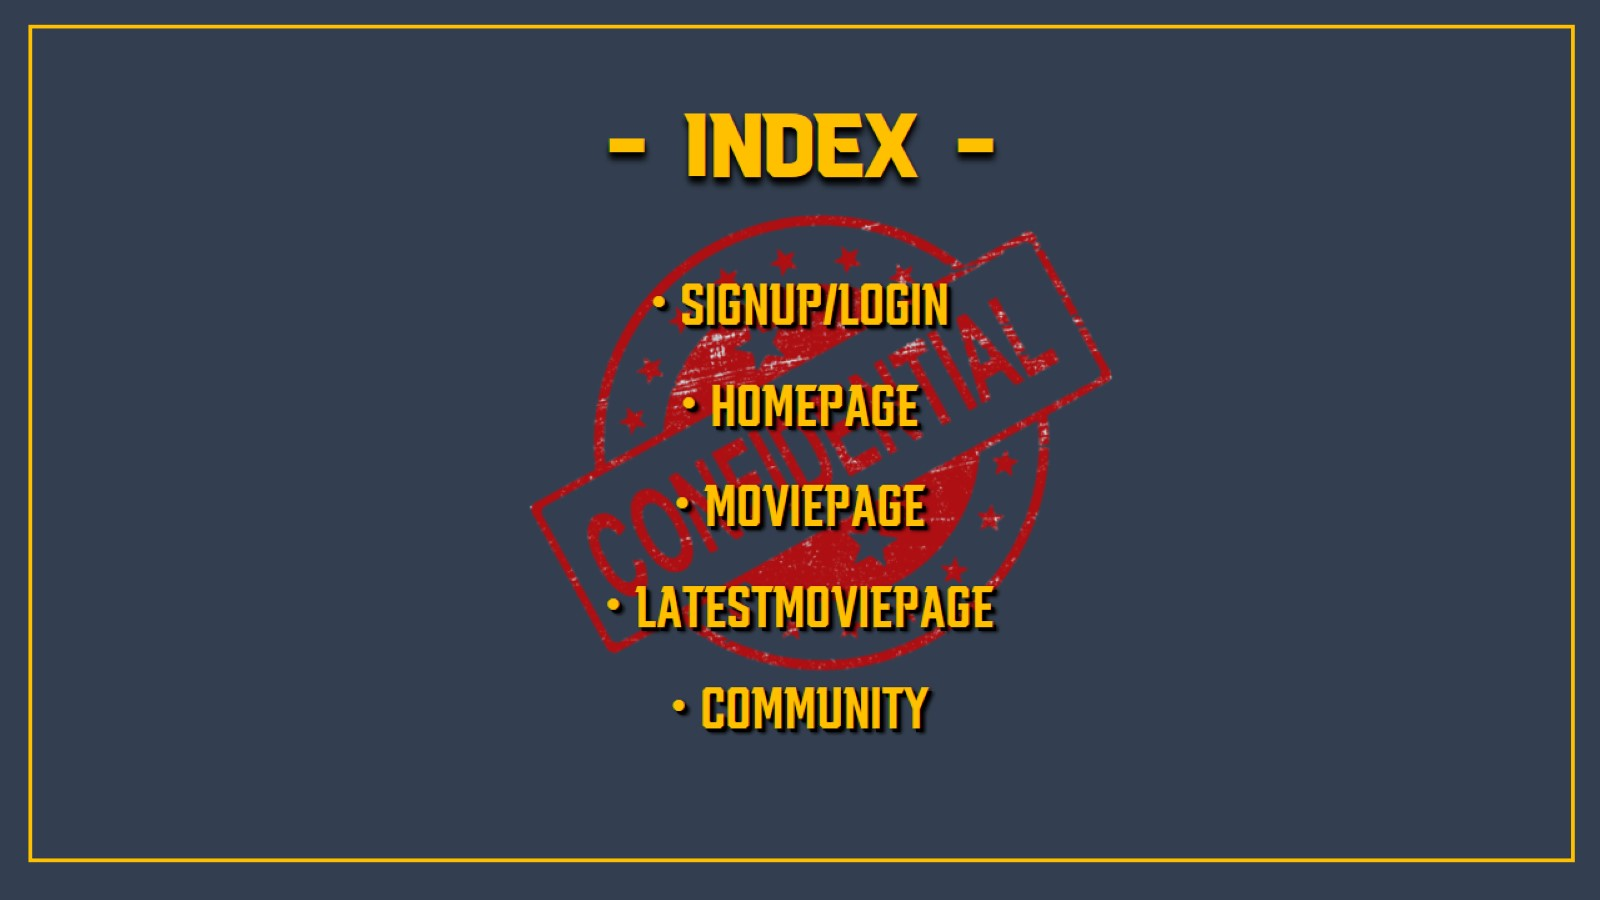 - INDEX -
• SIGNUP/LOGIN
• HOMEPAGE
• MOVIEPAGE
• LATESTMOVIEPAGE
• COMMUNITY
CONFIDENTIAL